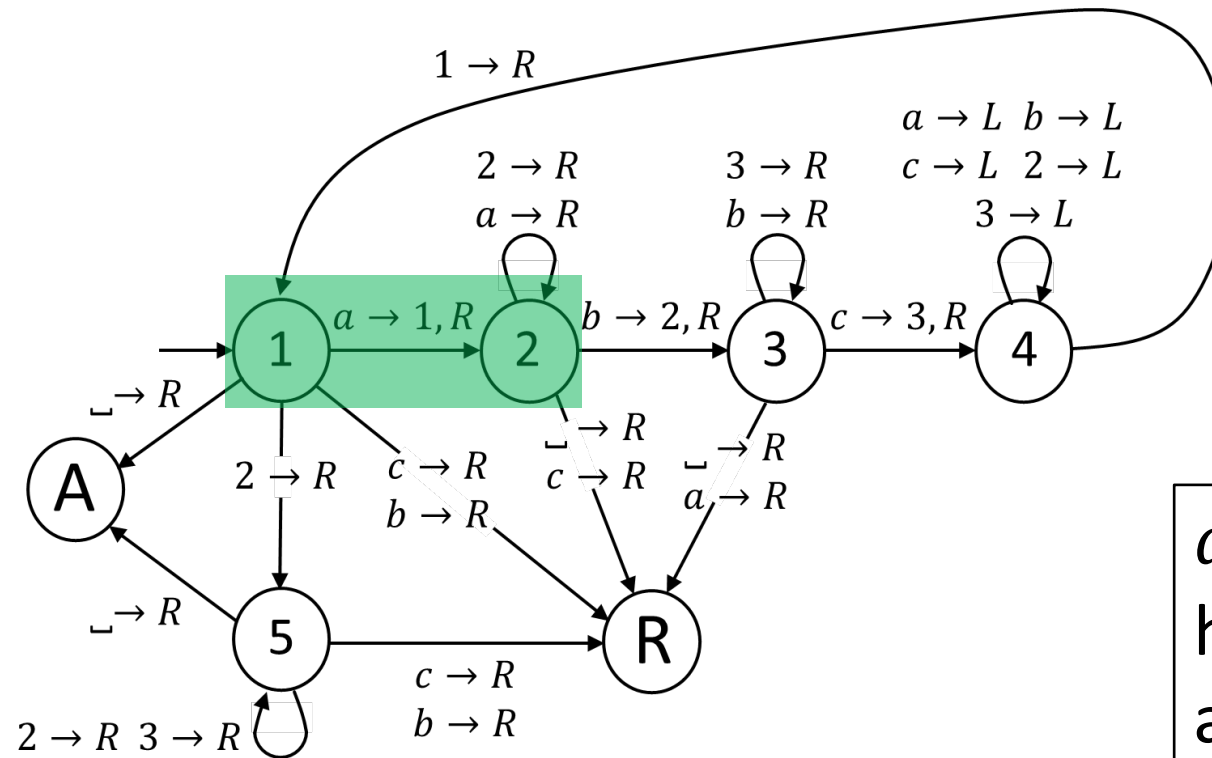 1 → R
a → L b → L
2 → R 3 → R c → L 2 → L
a → R b → R 3 → L
1 a → 1, R 2 b → 2, R 3 c → 3, R 4
␣ → R
A 2 → R c → R ␣ → R ␣ → R
b → R c → R a → R
␣ → R 5 R
c → R
2 → R 3 → R b → R